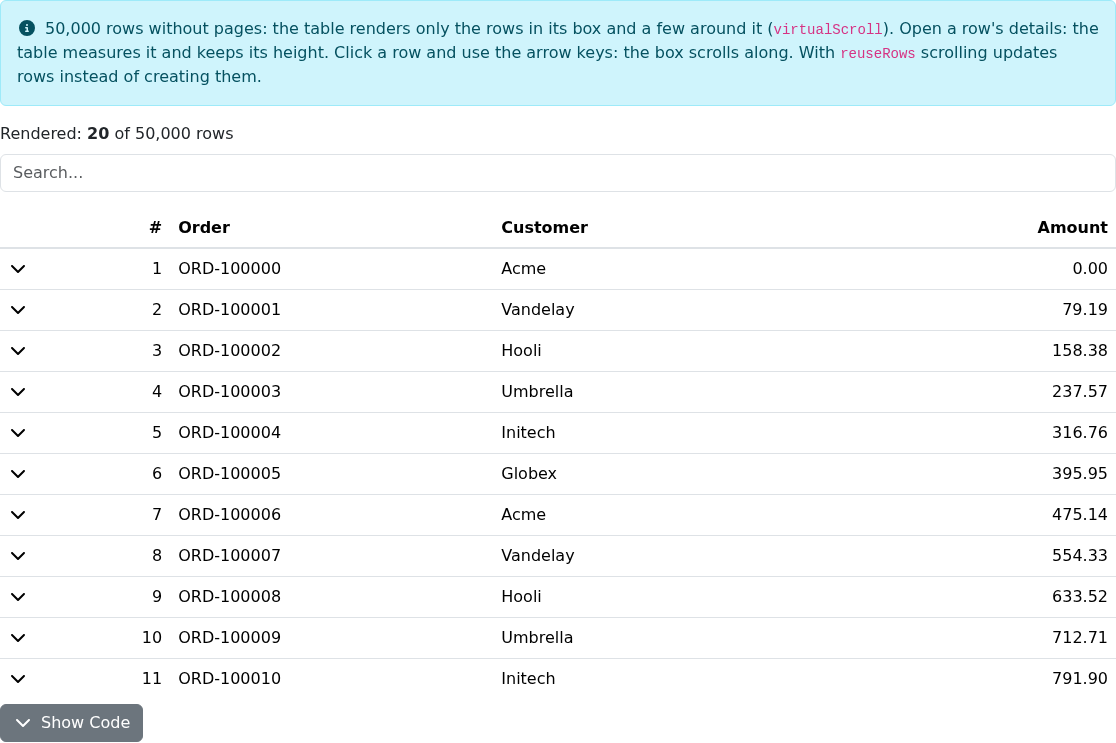 50,000 rows without pages: the table renders only the rows in its box and a few around it (virtualScroll). Open a row's details: the
table measures it and keeps its height. Click a row and use the arrow keys: the box scrolls along. With reuseRows scrolling updates
rows instead of creating them.
Rendered: 20 of 50,000 rows
Search...
# Order Customer Amount
1 ORD-100000 Acme 0.00
2 ORD-100001 Vandelay 79.19
3 ORD-100002 Hooli 158.38
4 ORD-100003 Umbrella 237.57
5 ORD-100004 Initech 316.76
6 ORD-100005 Globex 395.95
7 ORD-100006 Acme 475.14
8 ORD-100007 Vandelay 554.33
9 ORD-100008 Hooli 633.52
10 ORD-100009 Umbrella 712.71
11 ORD-100010 Initech 791.90
Show Code